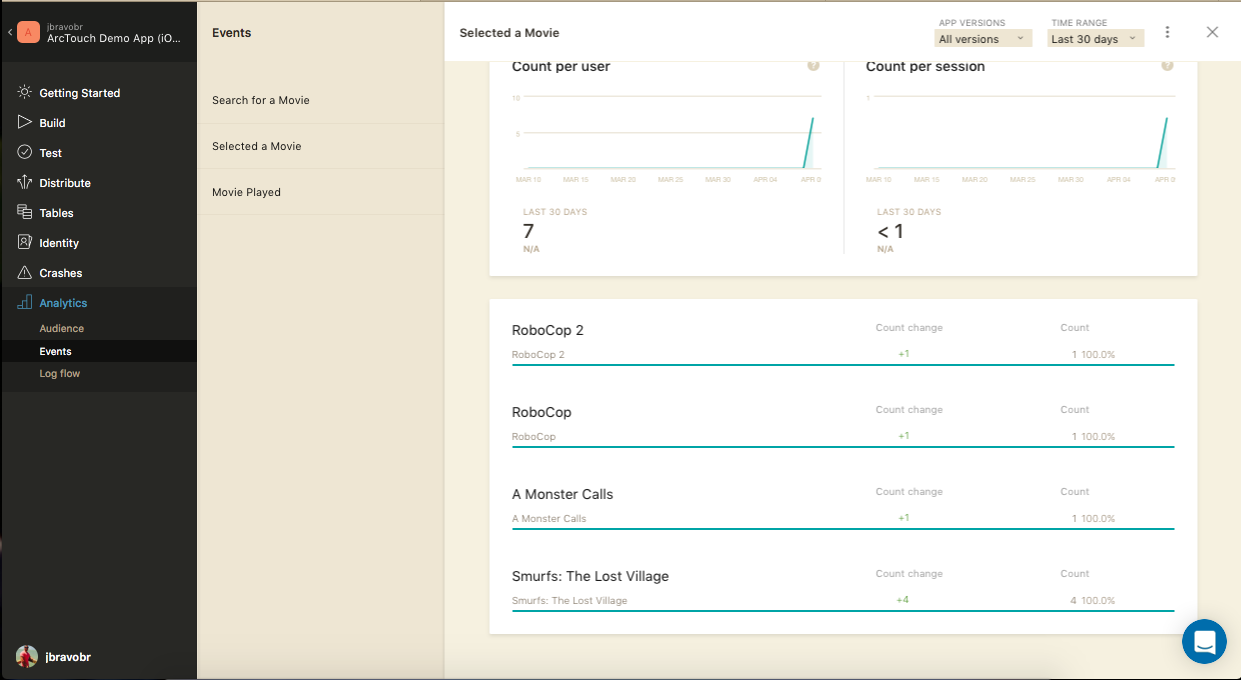 jbravobr
A
ArcTouch Demo App (iO...
Getting Started
Build
Test
Distribute
Tables
Identity
Crashes
Analytics
Audience
Events
Log flow
jbravobr
Events
Search for a Movie
Selected a Movie
Movie Played
Selected a Movie
APP VERSIONS
All versions
TIME RANGE
Last 30 days
Count per user
?
10
5
MAR 10 MAR 15 MAR 20 MAR 25 MAR 30 APR 04 APR 0
LAST 30 DAYS
7
N/A
Count per session
?
1
MAR 10 MAR 15 MAR 20 MAR 25 MAR 30 APR 04 APR 0
LAST 30 DAYS
< 1
N/A
RoboCop 2 Count change Count
RoboCop 2 +1 1 100.0%
RoboCop Count change Count
RoboCop +1 1 100.0%
A Monster Calls Count change Count
A Monster Calls +1 1 100.0%
Smurfs: The Lost Village Count change Count
Smurfs: The Lost Village +4 4 100.0%